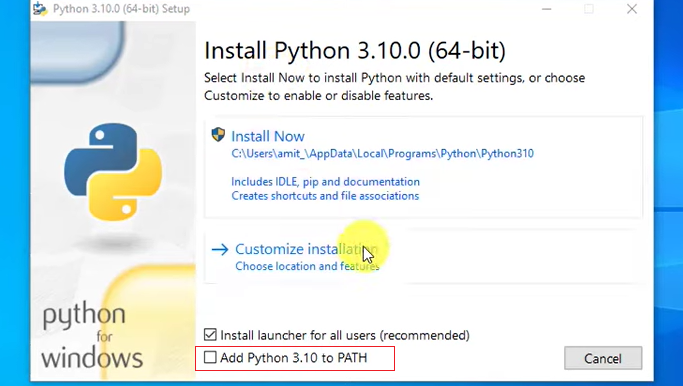 Python 3.10.0 (64-bit) Setup
Install Python 3.10.0 (64-bit)
Select Install Now to install Python with default settings, or choose
Customize to enable or disable features.
Install Now
C:\Users\amit_\AppData\Local\Programs\Python\Python310
Includes IDLE, pip and documentation
Creates shortcuts and file associations
Customize installation
Choose location and features
Install launcher for all users (recommended)
Add Python 3.10 to PATH
Cancel
python
for
windows